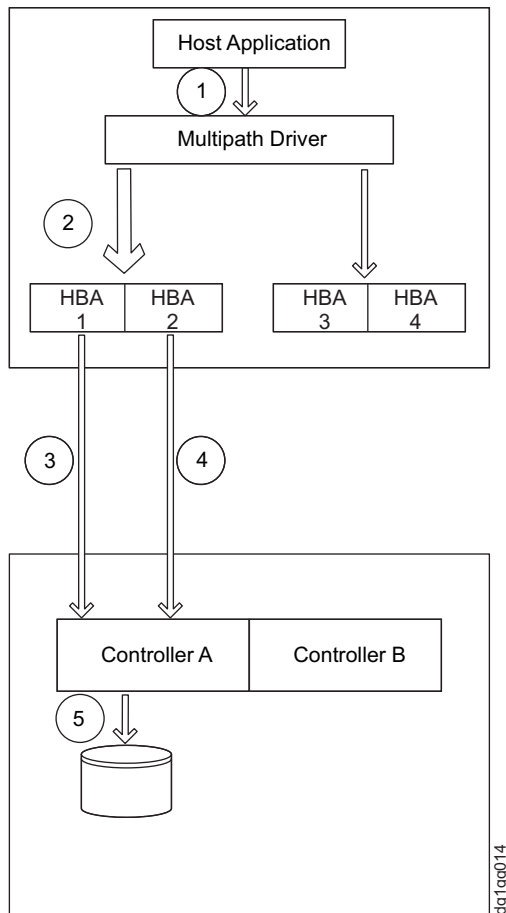 Host Application
1
Multipath Driver
2
HBA 1
HBA 2
HBA 3
HBA 4
3
4
Controller A
Controller B
5
dg1gg014